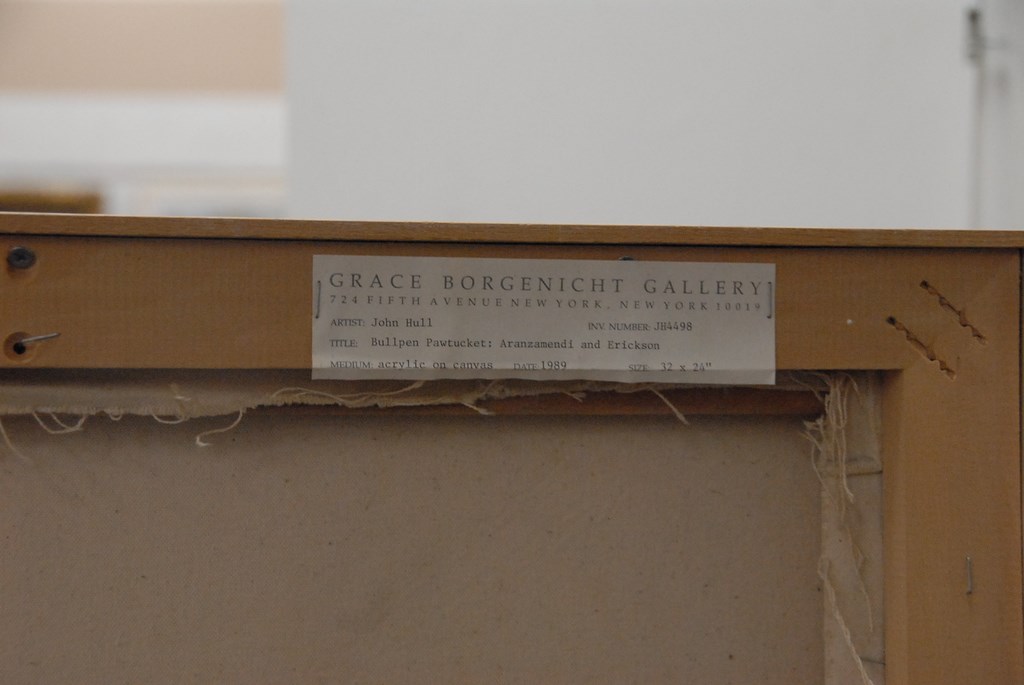 GRACE BORGENICHT GALLERY
724 FIFTH AVENUE NEW YORK, NEW YORK 10019
ARTIST: John Hull INV. NUMBER: JH4498
TITLE: Bullpen Pawtucket: Aranzamendi and Erickson
MEDIUM: acrylic on canvas DATE 1989 SIZE: 32 x 24"